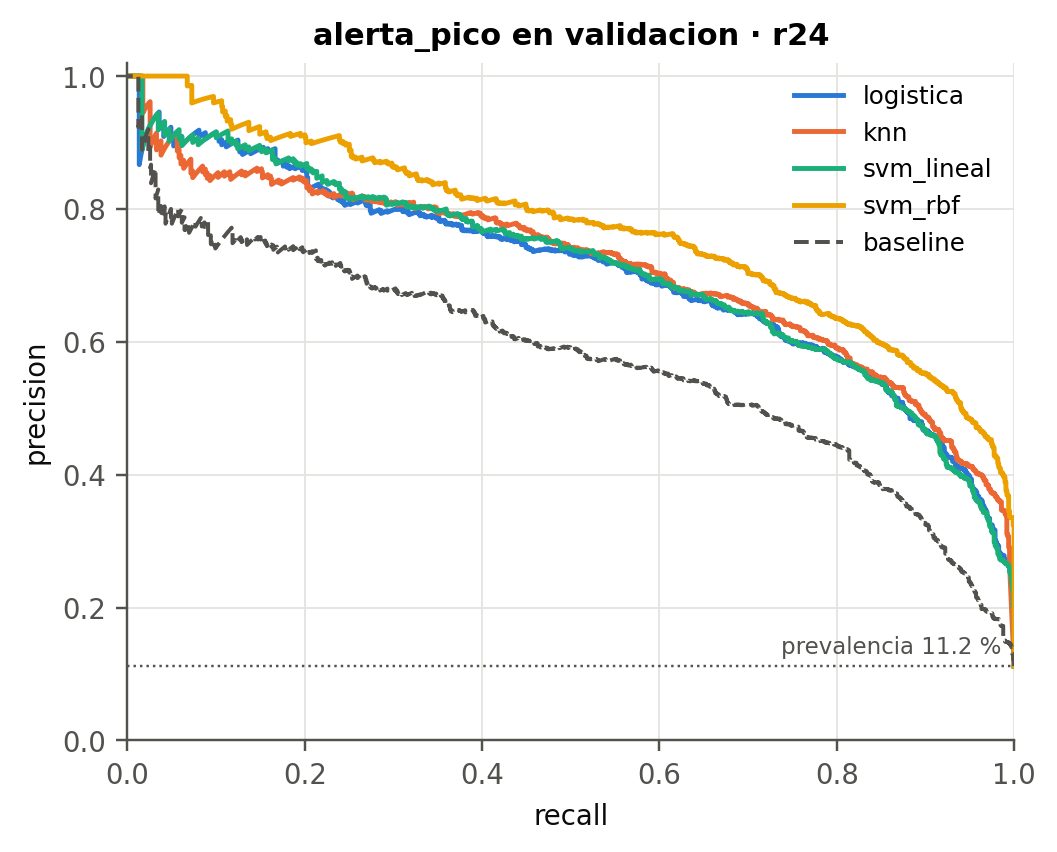 alerta_pico en validacion · r24
1.0
0.8
0.6
0.4
0.2
0.0
precision
logistica
knn
svm_lineal
svm_rbf
baseline
prevalencia 11.2 %
0.0 0.2 0.4 0.6 0.8 1.0
recall